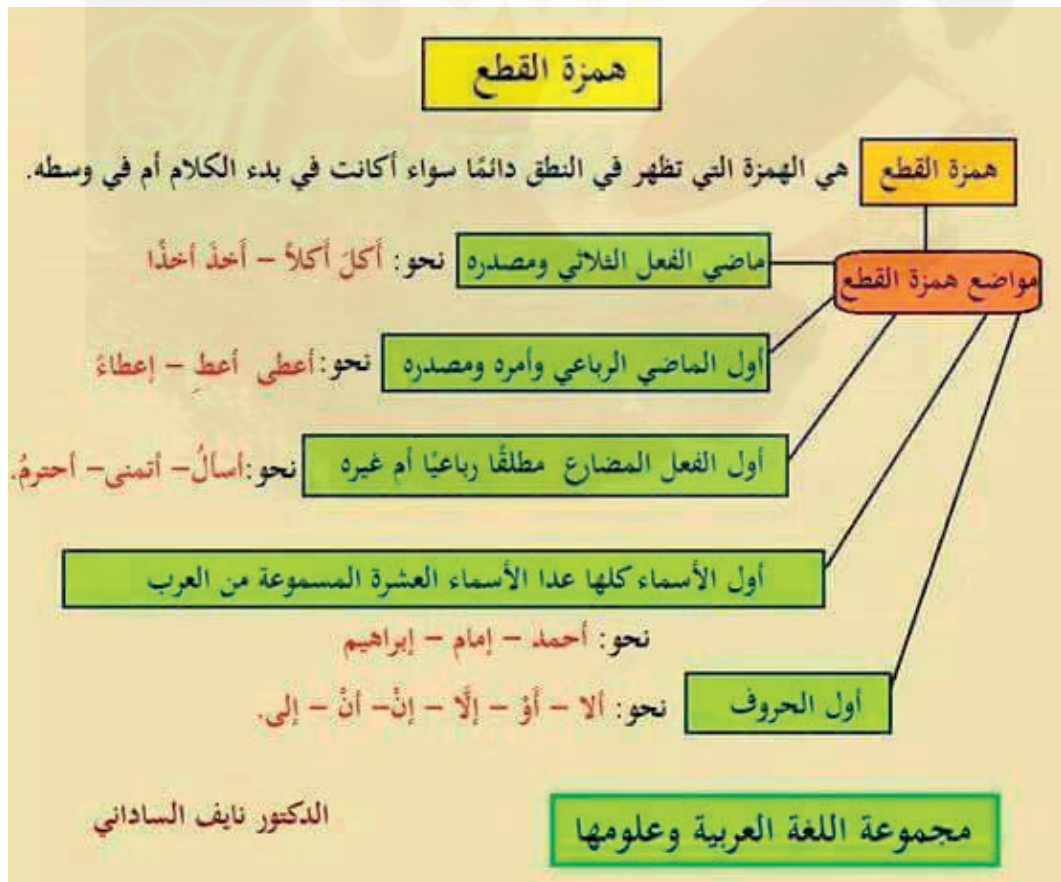 همزة القطع
همزة القطع هي الهمزة التي تظهر في النطق دائمًا سواء أكانت في بدء الكلام أم في وسطه.
مواضع همزة القطع
ماضي الفعل الثلاثي ومصدره نحو: أَكلَ أَكلاً – أَخذَ أخذًا
أول الماضي الرباعي وأمره ومصدره نحو: أعطى أعطِ – إعطاءً
أول الفعل المضارع مطلقًا رباعيًا أم غيره نحو: أسألُ – أتمنى – أحترمُ.
أول الأسماء كلها عدا الأسماء العشرة المسموعة من العرب
نحو: أحمد – إمام – إبراهيم
أول الحروف نحو: ألا – أَوْ – إلَّا – إنْ – أنْ – إلى.
مجموعة اللغة العربية وعلومها
الدكتور نايف الساداني